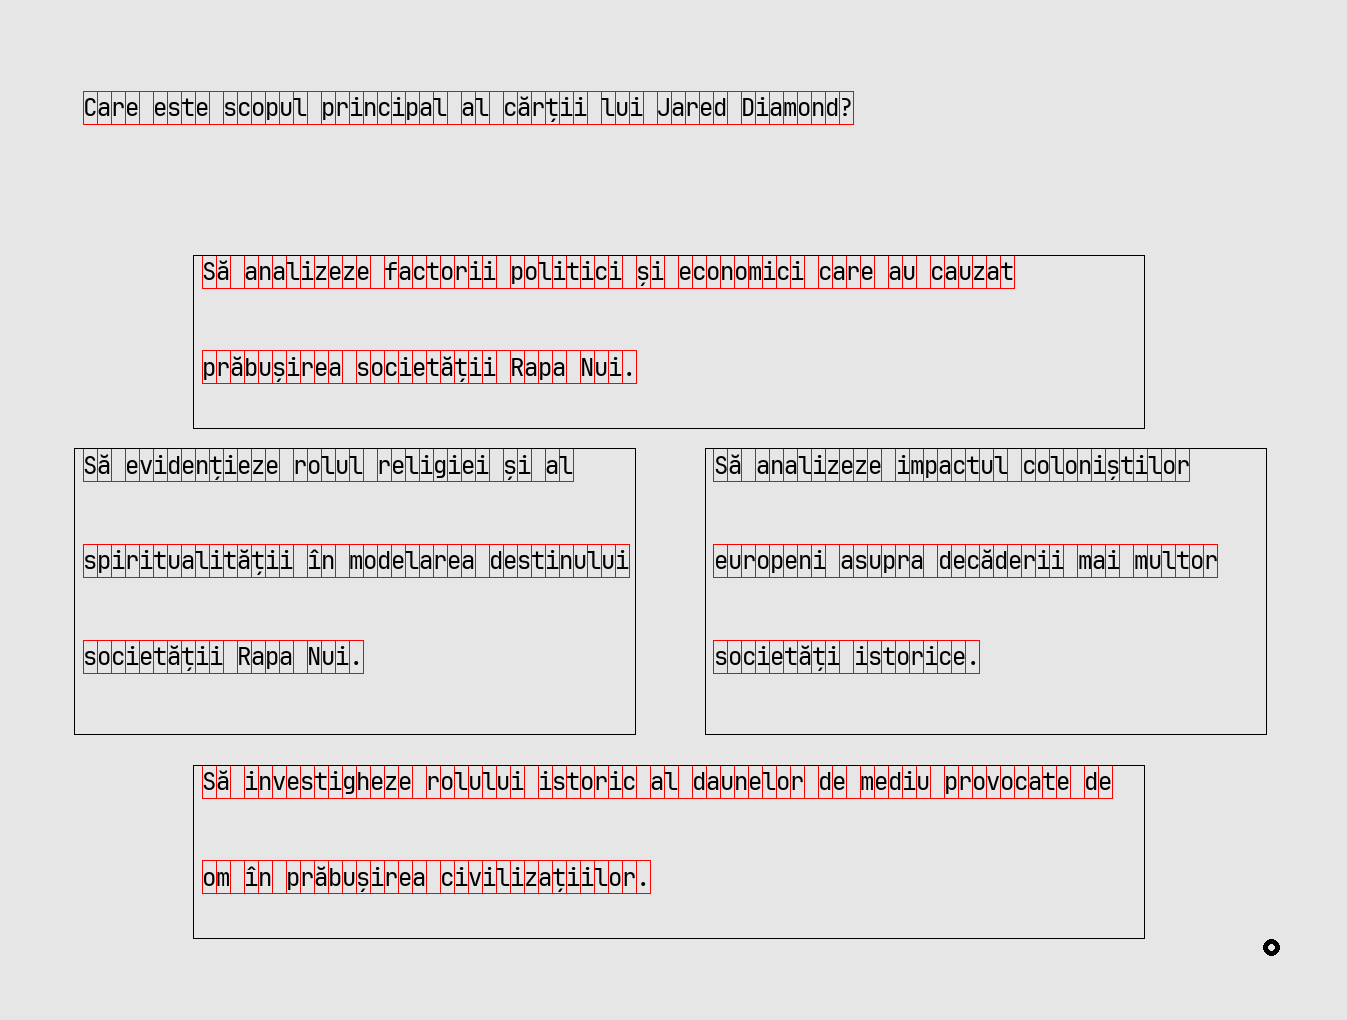 Care este scopul principal al cărții lui Jared Diamond?
Să analizeze factorii politici și economici care au cauzat
prăbușirea societății Rapa Nui.
Să evidențieze rolul religiei și al
spiritualității în modelarea destinului
societății Rapa Nui.
Să analizeze impactul coloniștilor
europeni asupra decăderii mai multor
societăți istorice.
Să investigheze rolului istoric al daunelor de mediu provocate de
om în prăbușirea civilizațiilor.